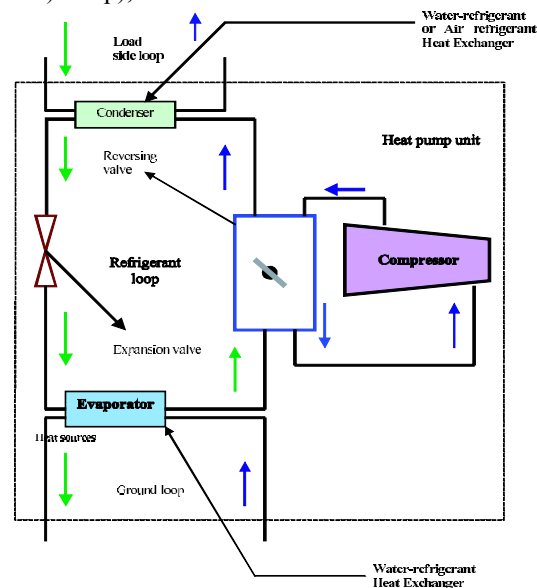 Water-refrigerant
or Air refrigerant
Heat Exchanger
Load
side loop
Condenser
Heat pump unit
Reversing
valve
Refrigerant
loop
Compressor
Expansion valve
Evaporator
Heat sources
Ground loop
Water-refrigerant
Heat Exchanger